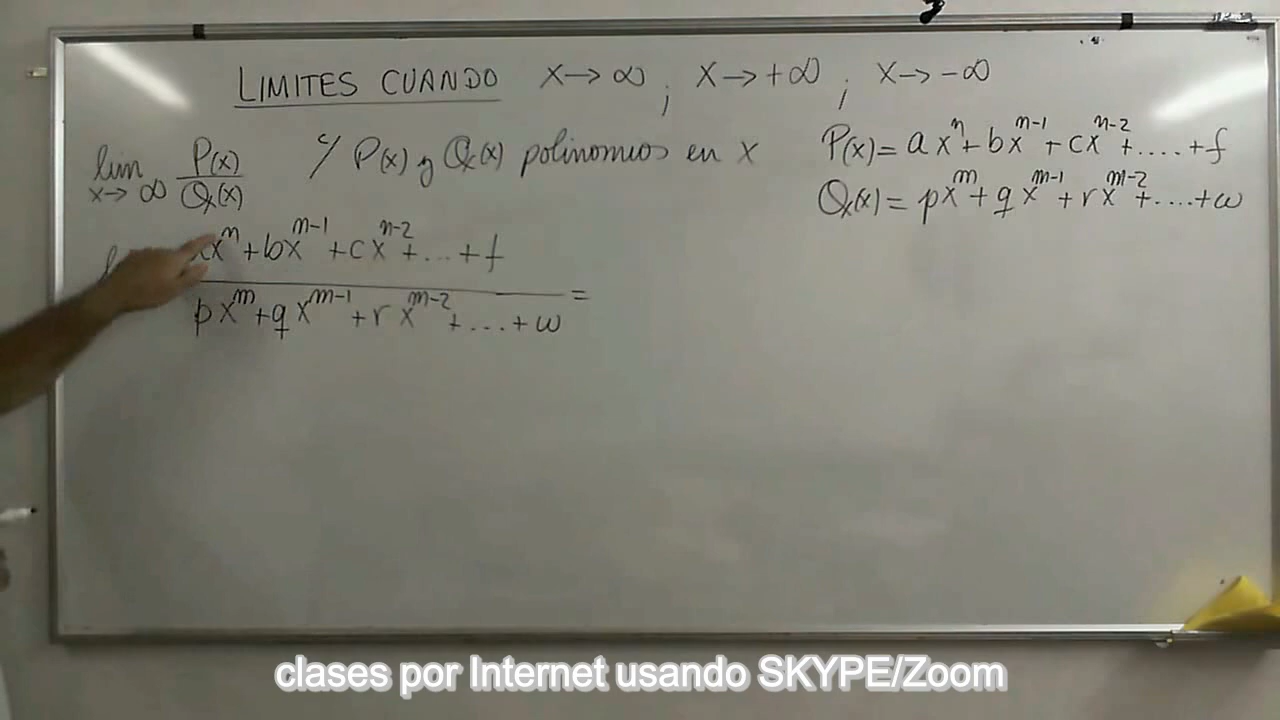 LIMITES CUANDO x→∞ ; x→+∞ ; x→-∞
lim x→∞ P(x)/Q(x) c/ P(x) y Q(x) polinomios en x
P(x)= ax^n + bx^(n-1) + cx^(n-2) + .... + f
Q(x)= px^m + qx^(m-1) + rx^(m-2) + .... + w
x^n + bx^(n-1) + cx^(n-2) + ... + f
px^m + qx^(m-1) + rx^(m-2) + ... + w =
clases por Internet usando SKYPE/Zoom